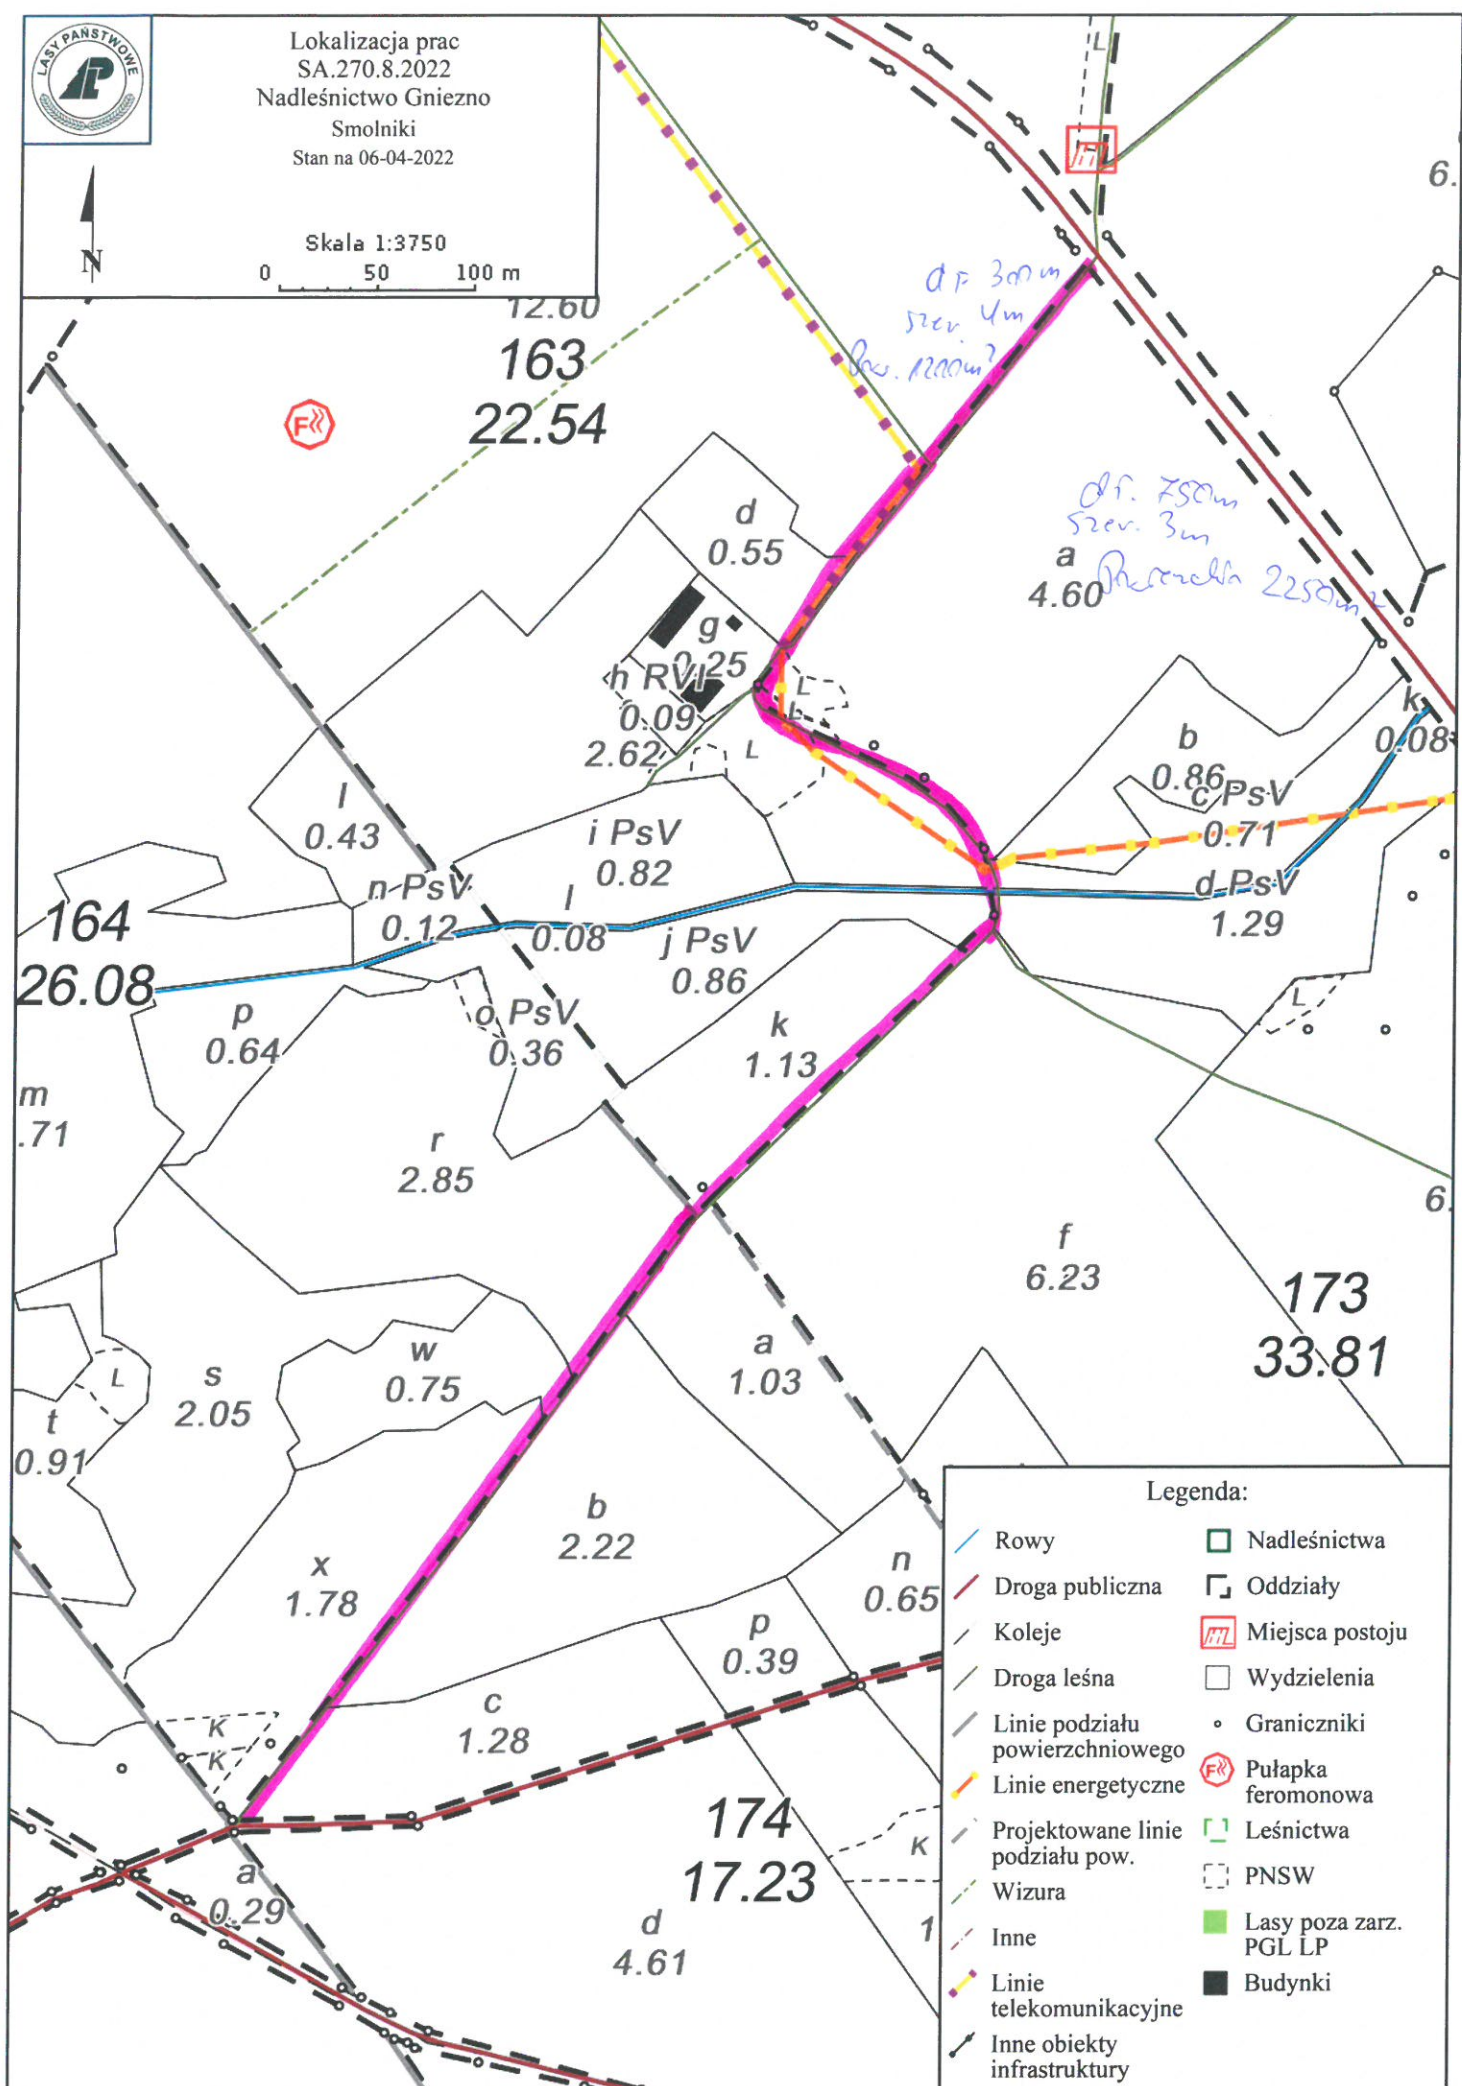 LASY PAŃSTWOWE
Lokalizacja prac
SA.270.8.2022
Nadleśnictwo Gniezno
Smolniki
Stan na 06-04-2022
N
Skala 1:3750
0 50 100 m
L
6.
12.60
163
22.54
F
dł 300m
szer. 4m
Pow. 1200m²
dł. 750m
szer. 3m
2250m²
a
4.60
d
0.55
g
0.25
h RVI
0.09
2.62
L
L
L
k
0.08
b
0.86
c PsV
0.71
l
0.43
i PsV
0.82
n PsV
0.12
l
0.08
d PsV
1.29
164
26.08
j PsV
0.86
p
0.64
o PsV
0.36
k
1.13
L
m
.71
r
2.85
6.
f
6.23
173
33.81
a
1.03
w
0.75
L
s
2.05
t
0.91
b
2.22
x
1.78
n
0.65
p
0.39
c
1.28
K
K
174
17.23
K
a
0.29
d
4.61
1
Legenda:
Rowy
Droga publiczna
Koleje
Droga leśna
Linie podziału
powierzchniowego
Linie energetyczne
Projektowane linie
podziału pow.
Wizura
Inne
Linie
telekomunikacyjne
Inne obiekty
infrastruktury
Nadleśnictwa
Oddziały
Miejsca postoju
Wydzielenia
Graniczniki
F
Pułapka
feromonowa
Leśnictwa
PNSW
Lasy poza zarz.
PGL LP
Budynki